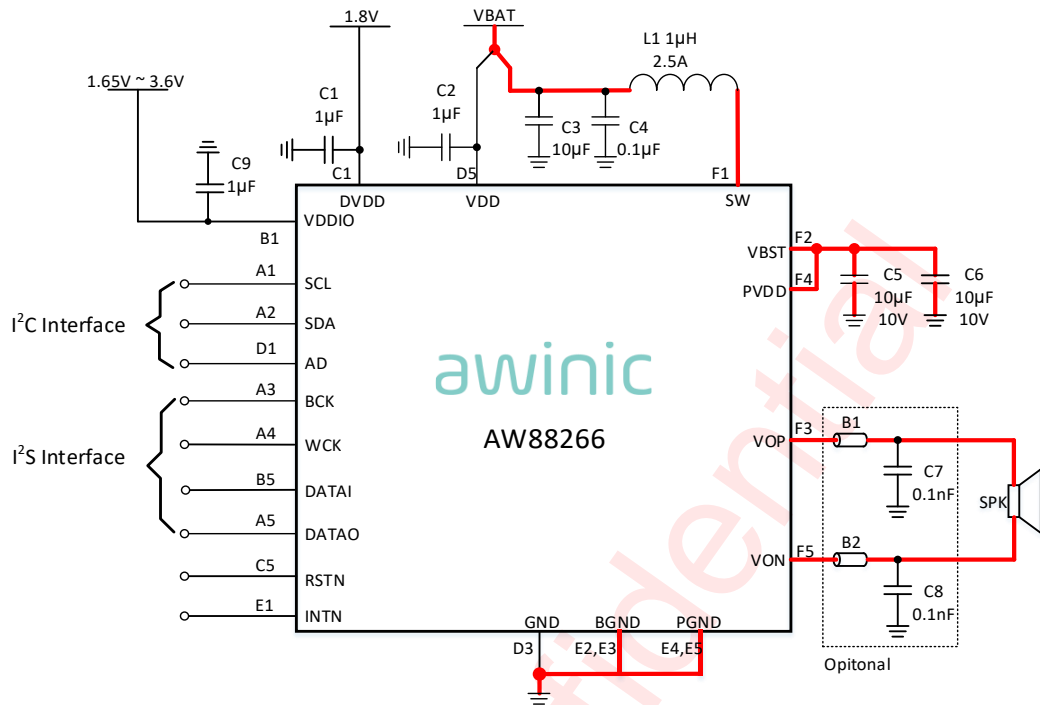 1.8V
VBAT
L1 1µH
2.5A
1.65V ~ 3.6V
C1
1µF
C2
1µF
C3
10µF
C4
0.1µF
C9
1µF
C1
D5
F1
DVDD
VDD
SW
VDDIO
B1
F2
VBST
F4
PVDD
C5
10µF
10V
C6
10µF
10V
I²C Interface
A1
SCL
A2
SDA
D1
AD
I²S Interface
A3
BCK
A4
WCK
B5
DATAI
A5
DATAO
C5
RSTN
E1
INTN
awinic
AW88266
VOP
F3
B1
C7
0.1nF
SPK
VON
F5
B2
C8
0.1nF
Opitonal
GND
BGND
PGND
D3
E2,E3
E4,E5
fidential